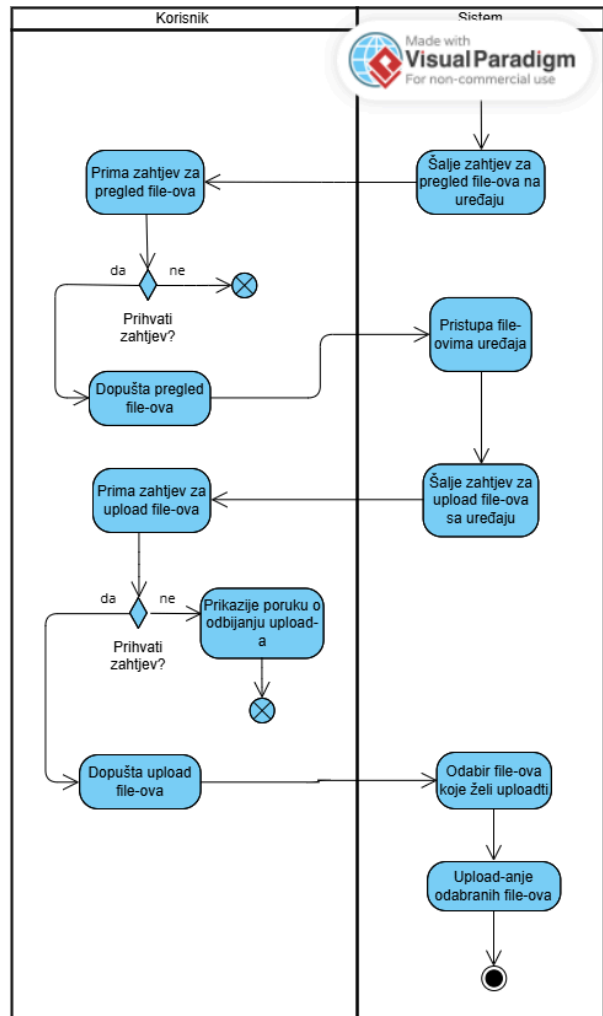 Korisnik
Sistem
Made with
VisualParadigm
For non-commercial use
Prima zahtjev za
pregled file-ova
Šalje zahtjev za
pregled file-ova na
uređaju
da
ne
Prihvati
zahtjev?
Pristupa file-
ovima uređaja
Dopušta pregled
file-ova
Prima zahtjev za
upload file-ova
Šalje zahtjev za
upload file-ova
sa uređaju
da
ne
Prikazije poruku o
odbijanju upload-
a
Prihvati
zahtjev?
Dopušta upload
file-ova
Odabir file-ova
koje želi uploadti
Upload-anje
odabranih file-ova